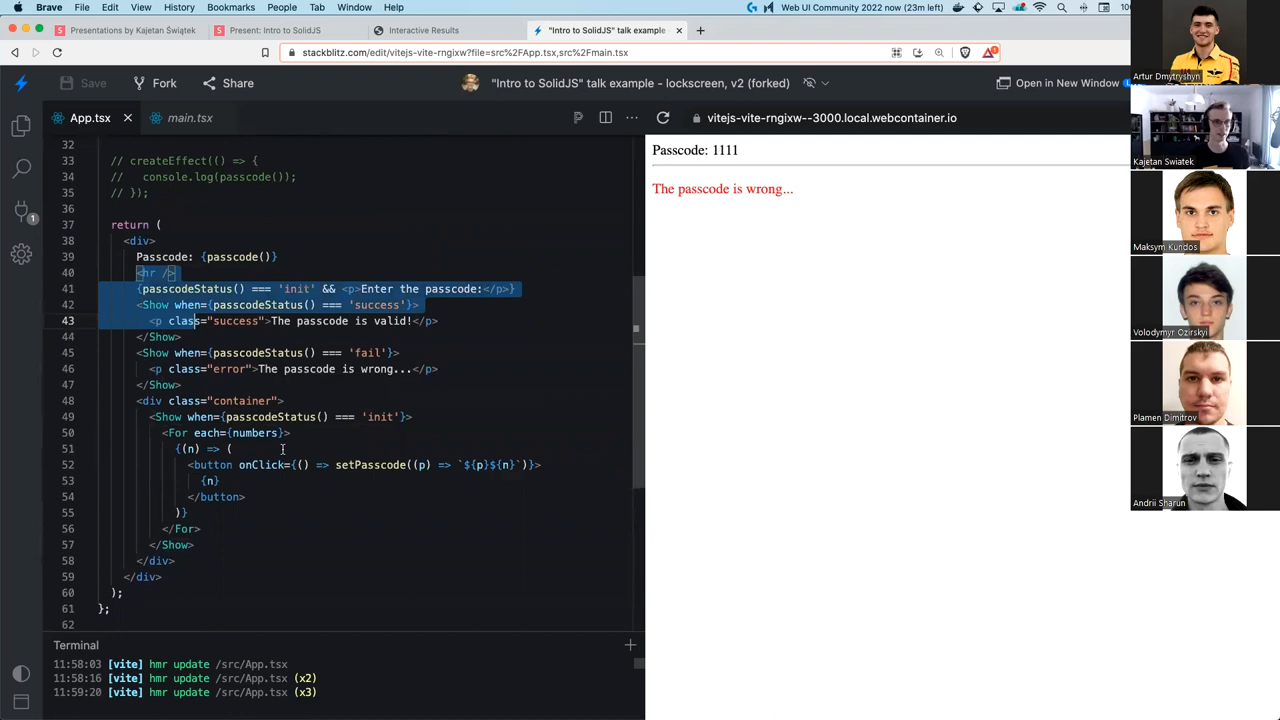 Brave File Edit View History Bookmarks People Tab Window Help
Web UI Community 2022 now (23m left)
Presentations by Kajetan Świątek
Present: Intro to SolidJS
Interactive Results
"Intro to SolidJS" talk example
stackblitz.com/edit/vitejs-vite-rngixw?file=src%2FApp.tsx,src%2Fmain.tsx
Save Fork Share
to SolidJS" talk example - lockscreen, v2 (forked)
Open in New Window
App.tsx
main.tsx
vitejs-vite-rngixw--3000.local.webcontainer.io
32
33 // createEffect(() => {
34 // console.log(passcode());
35 // });
36
37 return (
38 <div>
39 Passcode: {passcode()}
40 <hr />
41 {passcodeStatus() === 'init' && <p>Enter the passcode:</p>}
42 <Show when={passcodeStatus() === 'success'}>
43 <p class="success">The passcode is valid!</p>
44 </Show>
45 <Show when={passcodeStatus() === 'fail'}>
46 <p class="error">The passcode is wrong...</p>
47 </Show>
48 <div class="container">
49 <Show when={passcodeStatus() === 'init'}>
50 <For each={numbers}>
51 {(n) => (
52 <button onClick={() => setPasscode((p) => `${p}${n}`)}>
53 {n}
54 </button>
55 )}
56 </For>
57 </Show>
58 </div>
59 </div>
60 );
61 };
62
1
Passcode: 1111
The passcode is wrong...
Terminal
11:58:03 [vite] hmr update /src/App.tsx
11:58:16 [vite] hmr update /src/App.tsx (x2)
11:59:20 [vite] hmr update /src/App.tsx (x3)
Artur Dmytryshyn
Kajetan Swiatek
Maksym Kundos
Volodymyr Ozirskyi
Plamen Dimitrov
Andrii Sharun